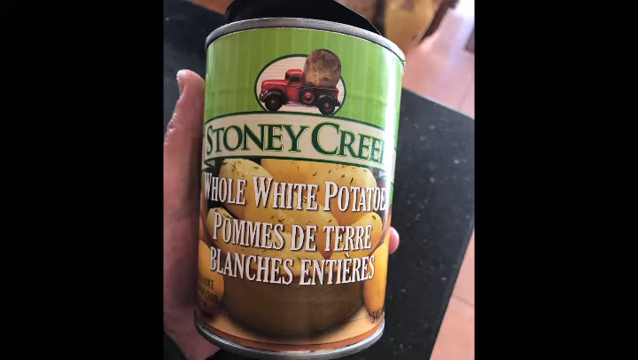 STONEY CREE
WHOLE WHITE POTATOE
POMMES DE TERRE
BLANCHES ENTIÈRES